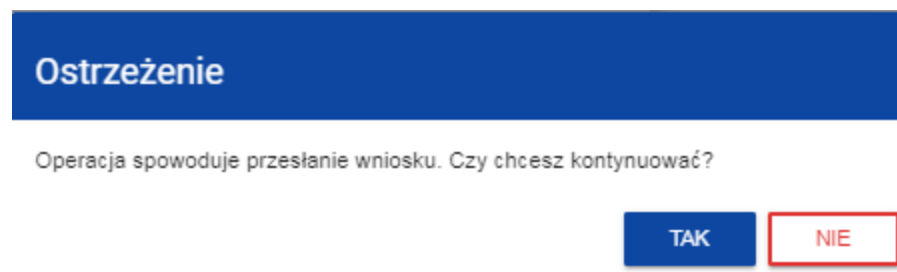 Ostrzeżenie
Operacja spowoduje przesłanie wniosku. Czy chcesz kontynuować?
TAK NIE